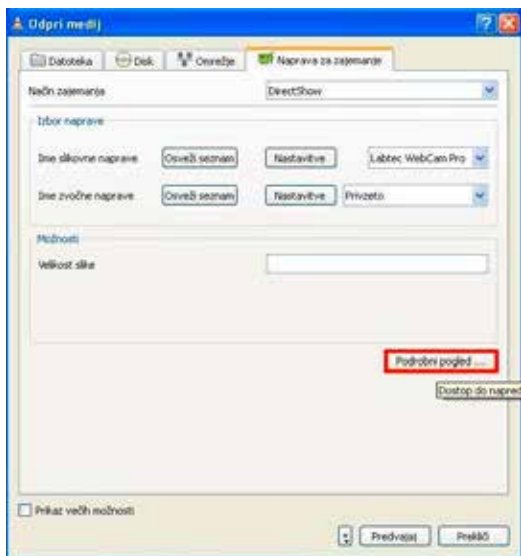 Odpri medij
Datoteka Disk Omrežje Naprava za zajemanje
Način zajemanja DirectShow
Izbor naprave
Ime slikovne naprave Osveži seznam Nastavitve Labtec WebCam Pro
Ime zvočne naprave Osveži seznam Nastavitve Privzeto
Možnosti
Velikost slike
Podrobni pogled ...
Dostop do napred
Prikaz večih možnosti
Predvajaj Prekliči